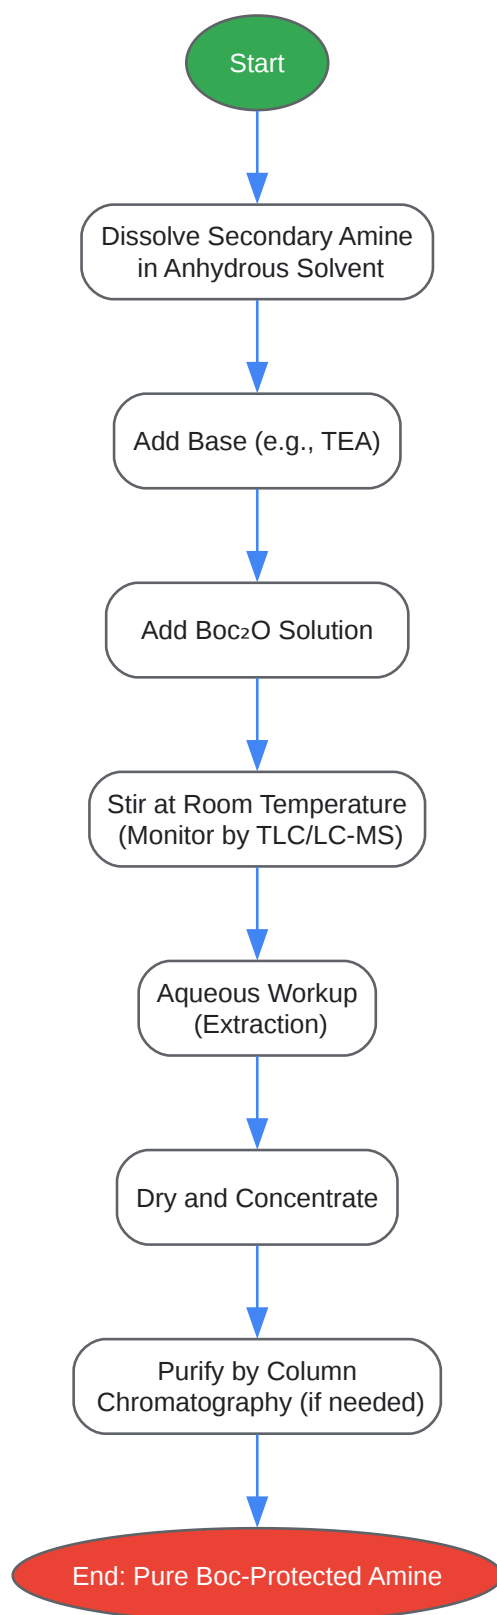 Start
Dissolve Secondary Amine
in Anhydrous Solvent
Add Base (e.g., TEA)
Add Boc₂O Solution
Stir at Room Temperature
(Monitor by TLC/LC-MS)
Aqueous Workup
(Extraction)
Dry and Concentrate
Purify by Column
Chromatography (if needed)
End: Pure Boc-Protected Amine